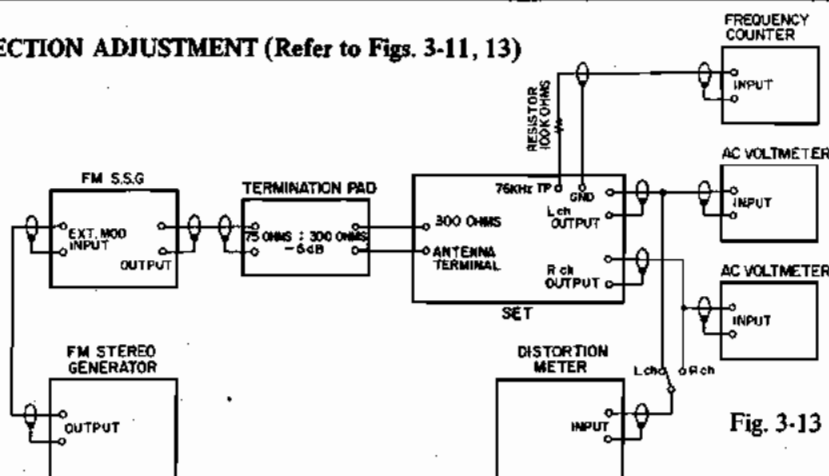 ECTION ADJUSTMENT (Refer to Figs. 3-11, 13)
FREQUENCY
COUNTER
INPUT
RESISTOR
100K OHMS
AC VOLTMETER
INPUT
FM S.S.G
EXT. MOD
INPUT
OUTPUT
TERMINATION PAD
75 OHMS : 300 OHMS
-6dB
76KHz TP
GND
300 OHMS
ANTENNA
TERMINAL
L ch
OUTPUT
R ch
OUTPUT
SET
AC VOLTMETER
INPUT
FM STEREO
GENERATOR
OUTPUT
DISTORTION
METER
INPUT
L ch
R ch
Fig. 3-13